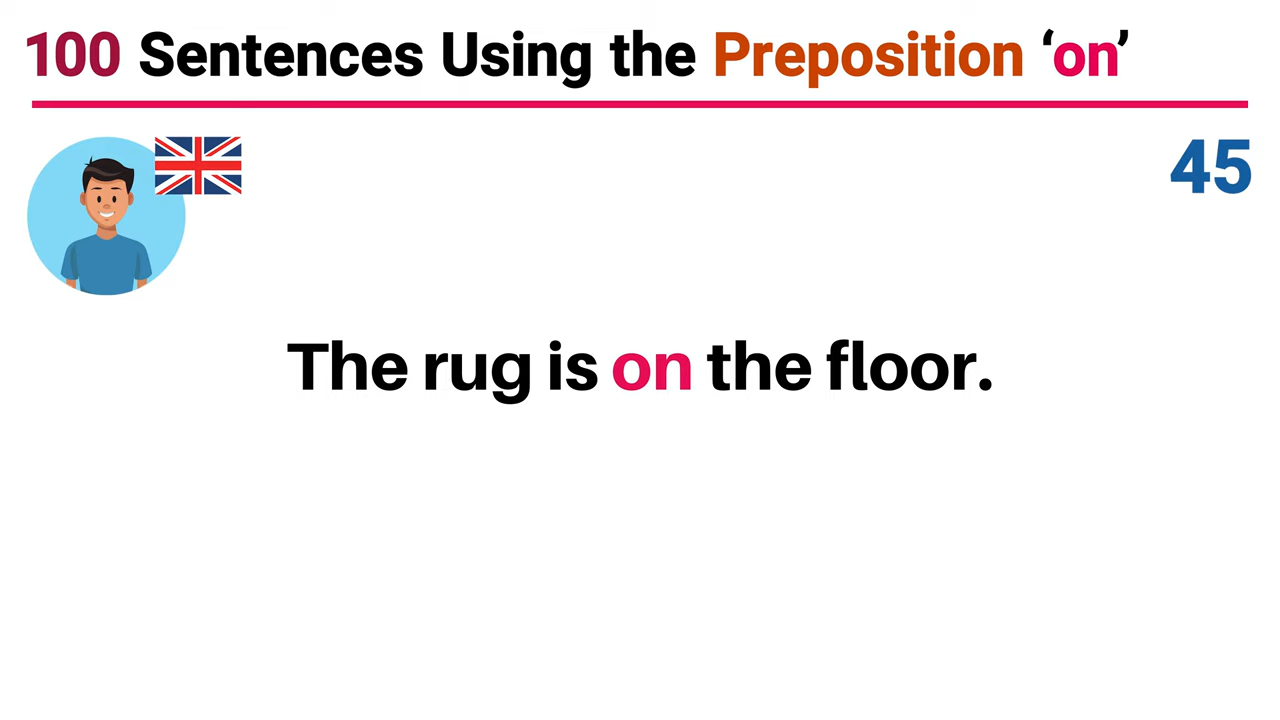 100 Sentences Using the Preposition ‘on’
45
The rug is on the floor.